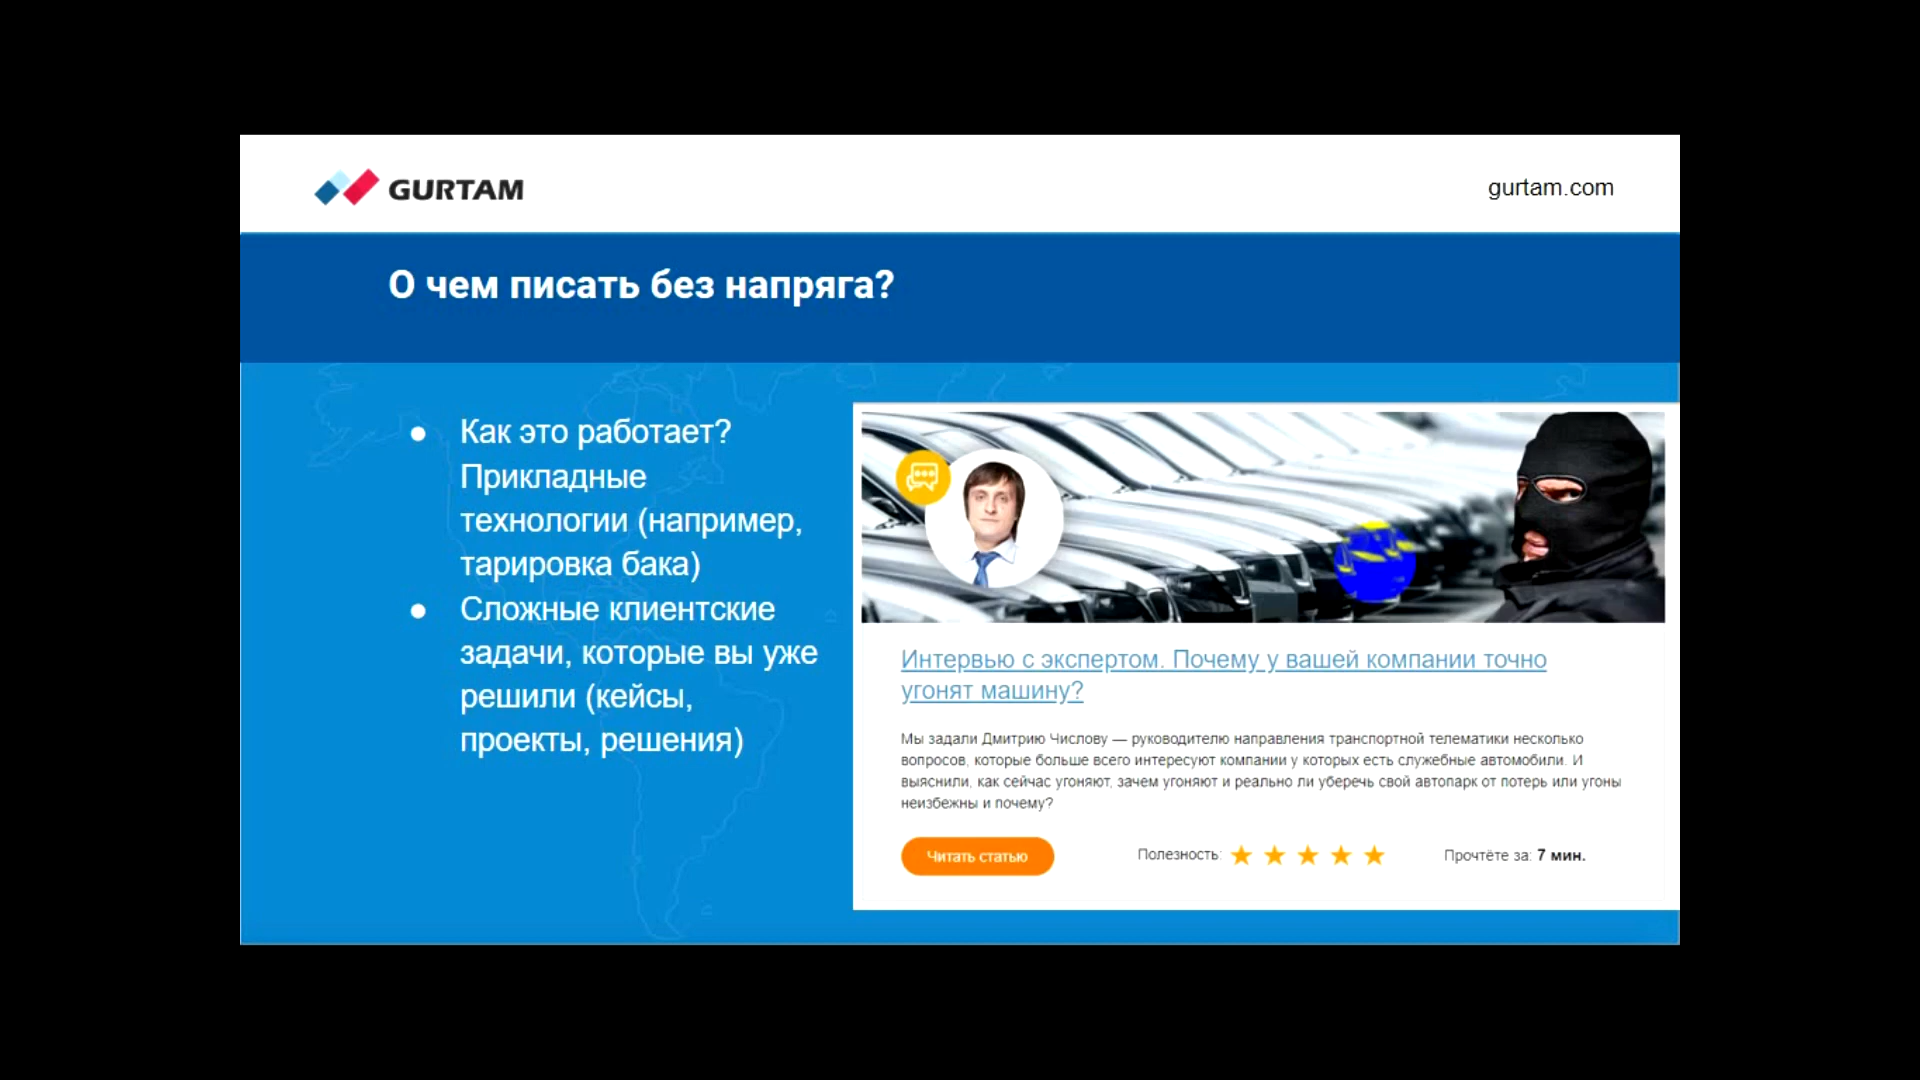 GURTAM
gurtam.com
О чем писать без напряга?
● Как это работает?
Прикладные
технологии (например,
тарировка бака)
● Сложные клиентские
задачи, которые вы уже
решили (кейсы,
проекты, решения)
Интервью с экспертом. Почему у вашей компании точно
угонят машину?
Мы задали Дмитрию Числову — руководителю направления транспортной телематики несколько
вопросов, которые больше всего интересуют компании у которых есть служебные автомобили. И
выяснили, как сейчас угоняют, зачем угоняют и реально ли уберечь свой автопарк от потерь или угоны
неизбежны и почему?
Читать статью
Полезность:
Прочтёте за: 7 мин.